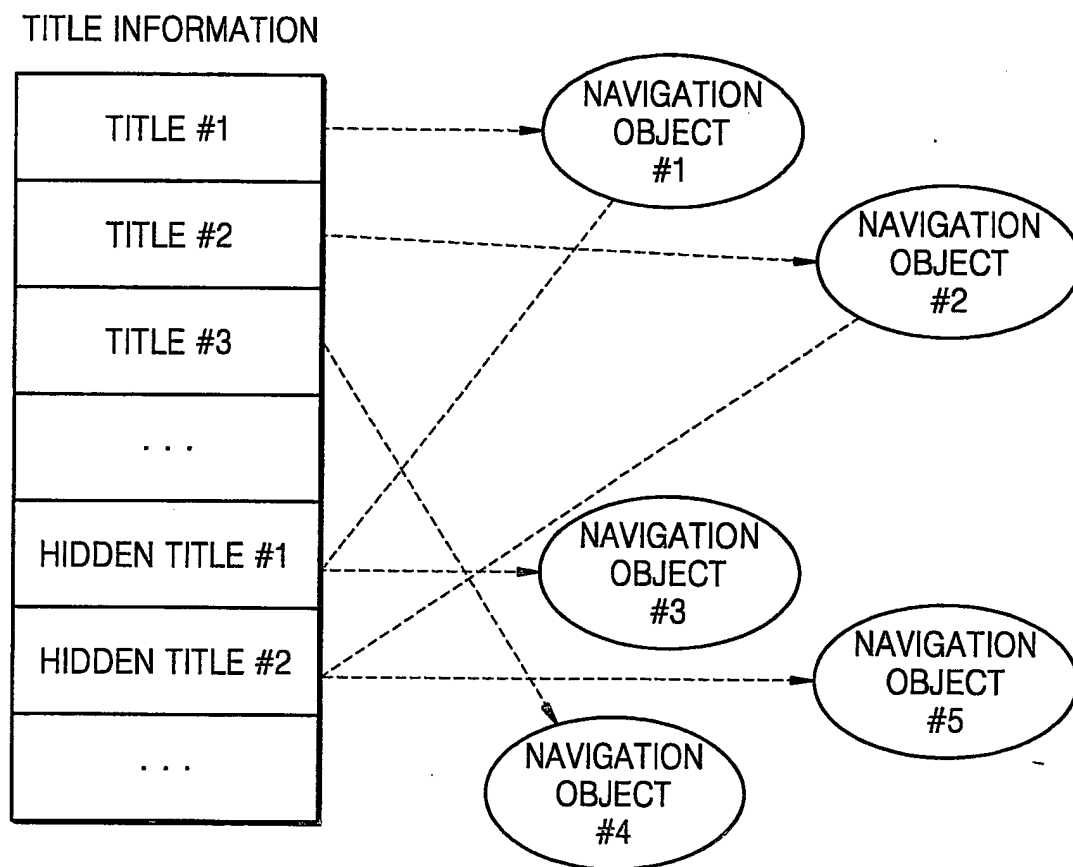 TITLE INFORMATION
TITLE #1
TITLE #2
TITLE #3
. . .
HIDDEN TITLE #1
HIDDEN TITLE #2
. . .
NAVIGATION
OBJECT
#1
NAVIGATION
OBJECT
#2
NAVIGATION
OBJECT
#3
NAVIGATION
OBJECT
#5
NAVIGATION
OBJECT
#4